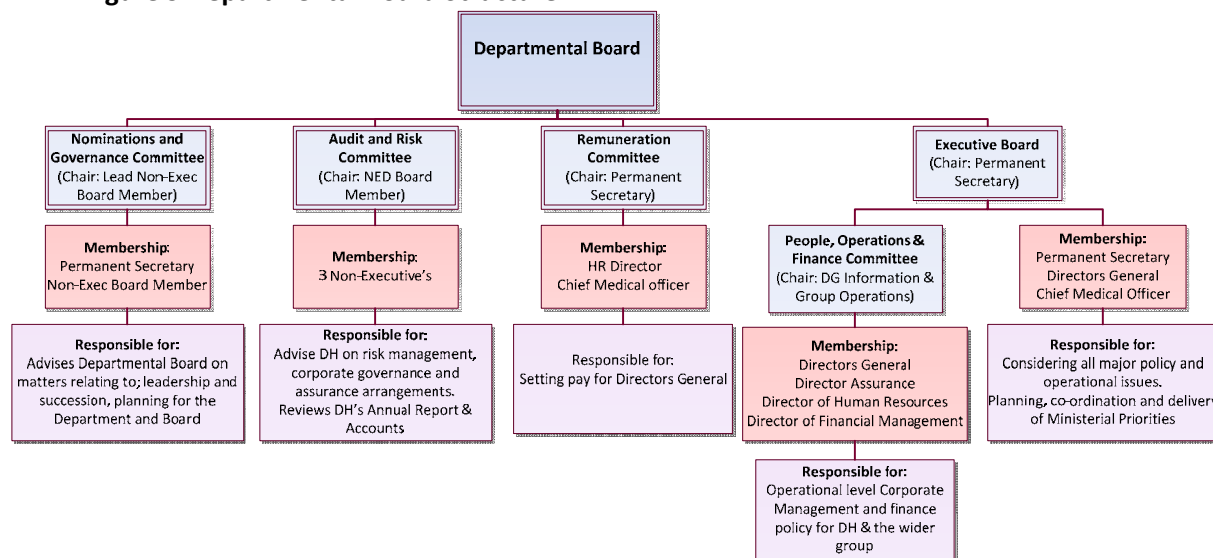 Departmental Board
Nominations and
Governance Committee
(Chair: Lead Non-Exec
Board Member)
Audit and Risk
Committee
(Chair: NED Board
Member)
Remuneration
Committee
(Chair: Permanent
Secretary)
Executive Board
(Chair: Permanent
Secretary)
Membership:
Permanent Secretary
Non-Exec Board Member
Membership:
3 Non-Executive's
Membership:
HR Director
Chief Medical officer
People, Operations &
Finance Committee
(Chair: DG Information &
Group Operations)
Membership:
Permanent Secretary
Directors General
Chief Medical Officer
Responsible for:
Advises Departmental Board on
matters relating to; leadership and
succession, planning for the
Department and Board
Responsible for:
Advise DH on risk management,
corporate governance and
assurance arrangements.
Reviews DH's Annual Report &
Accounts
Responsible for:
Setting pay for Directors General
Membership:
Directors General
Director Assurance
Director of Human Resources
Director of Financial Management
Responsible for:
Considering all major policy and
operational issues.
Planning, co-ordination and delivery
of Ministerial Priorities
Responsible for:
Operational level Corporate
Management and finance
policy for DH & the wider
group